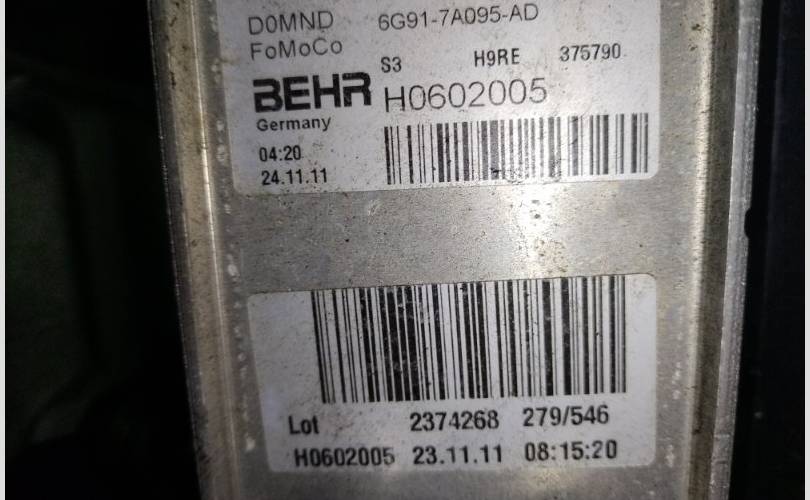 D0MND 6G91-7A095-AD
FoMoCo
S3 H9RE 375790
BEHR H0602005
Germany
04:20
24.11.11
Lot 2374268 279/546
H0602005 23.11.11 08:15:20